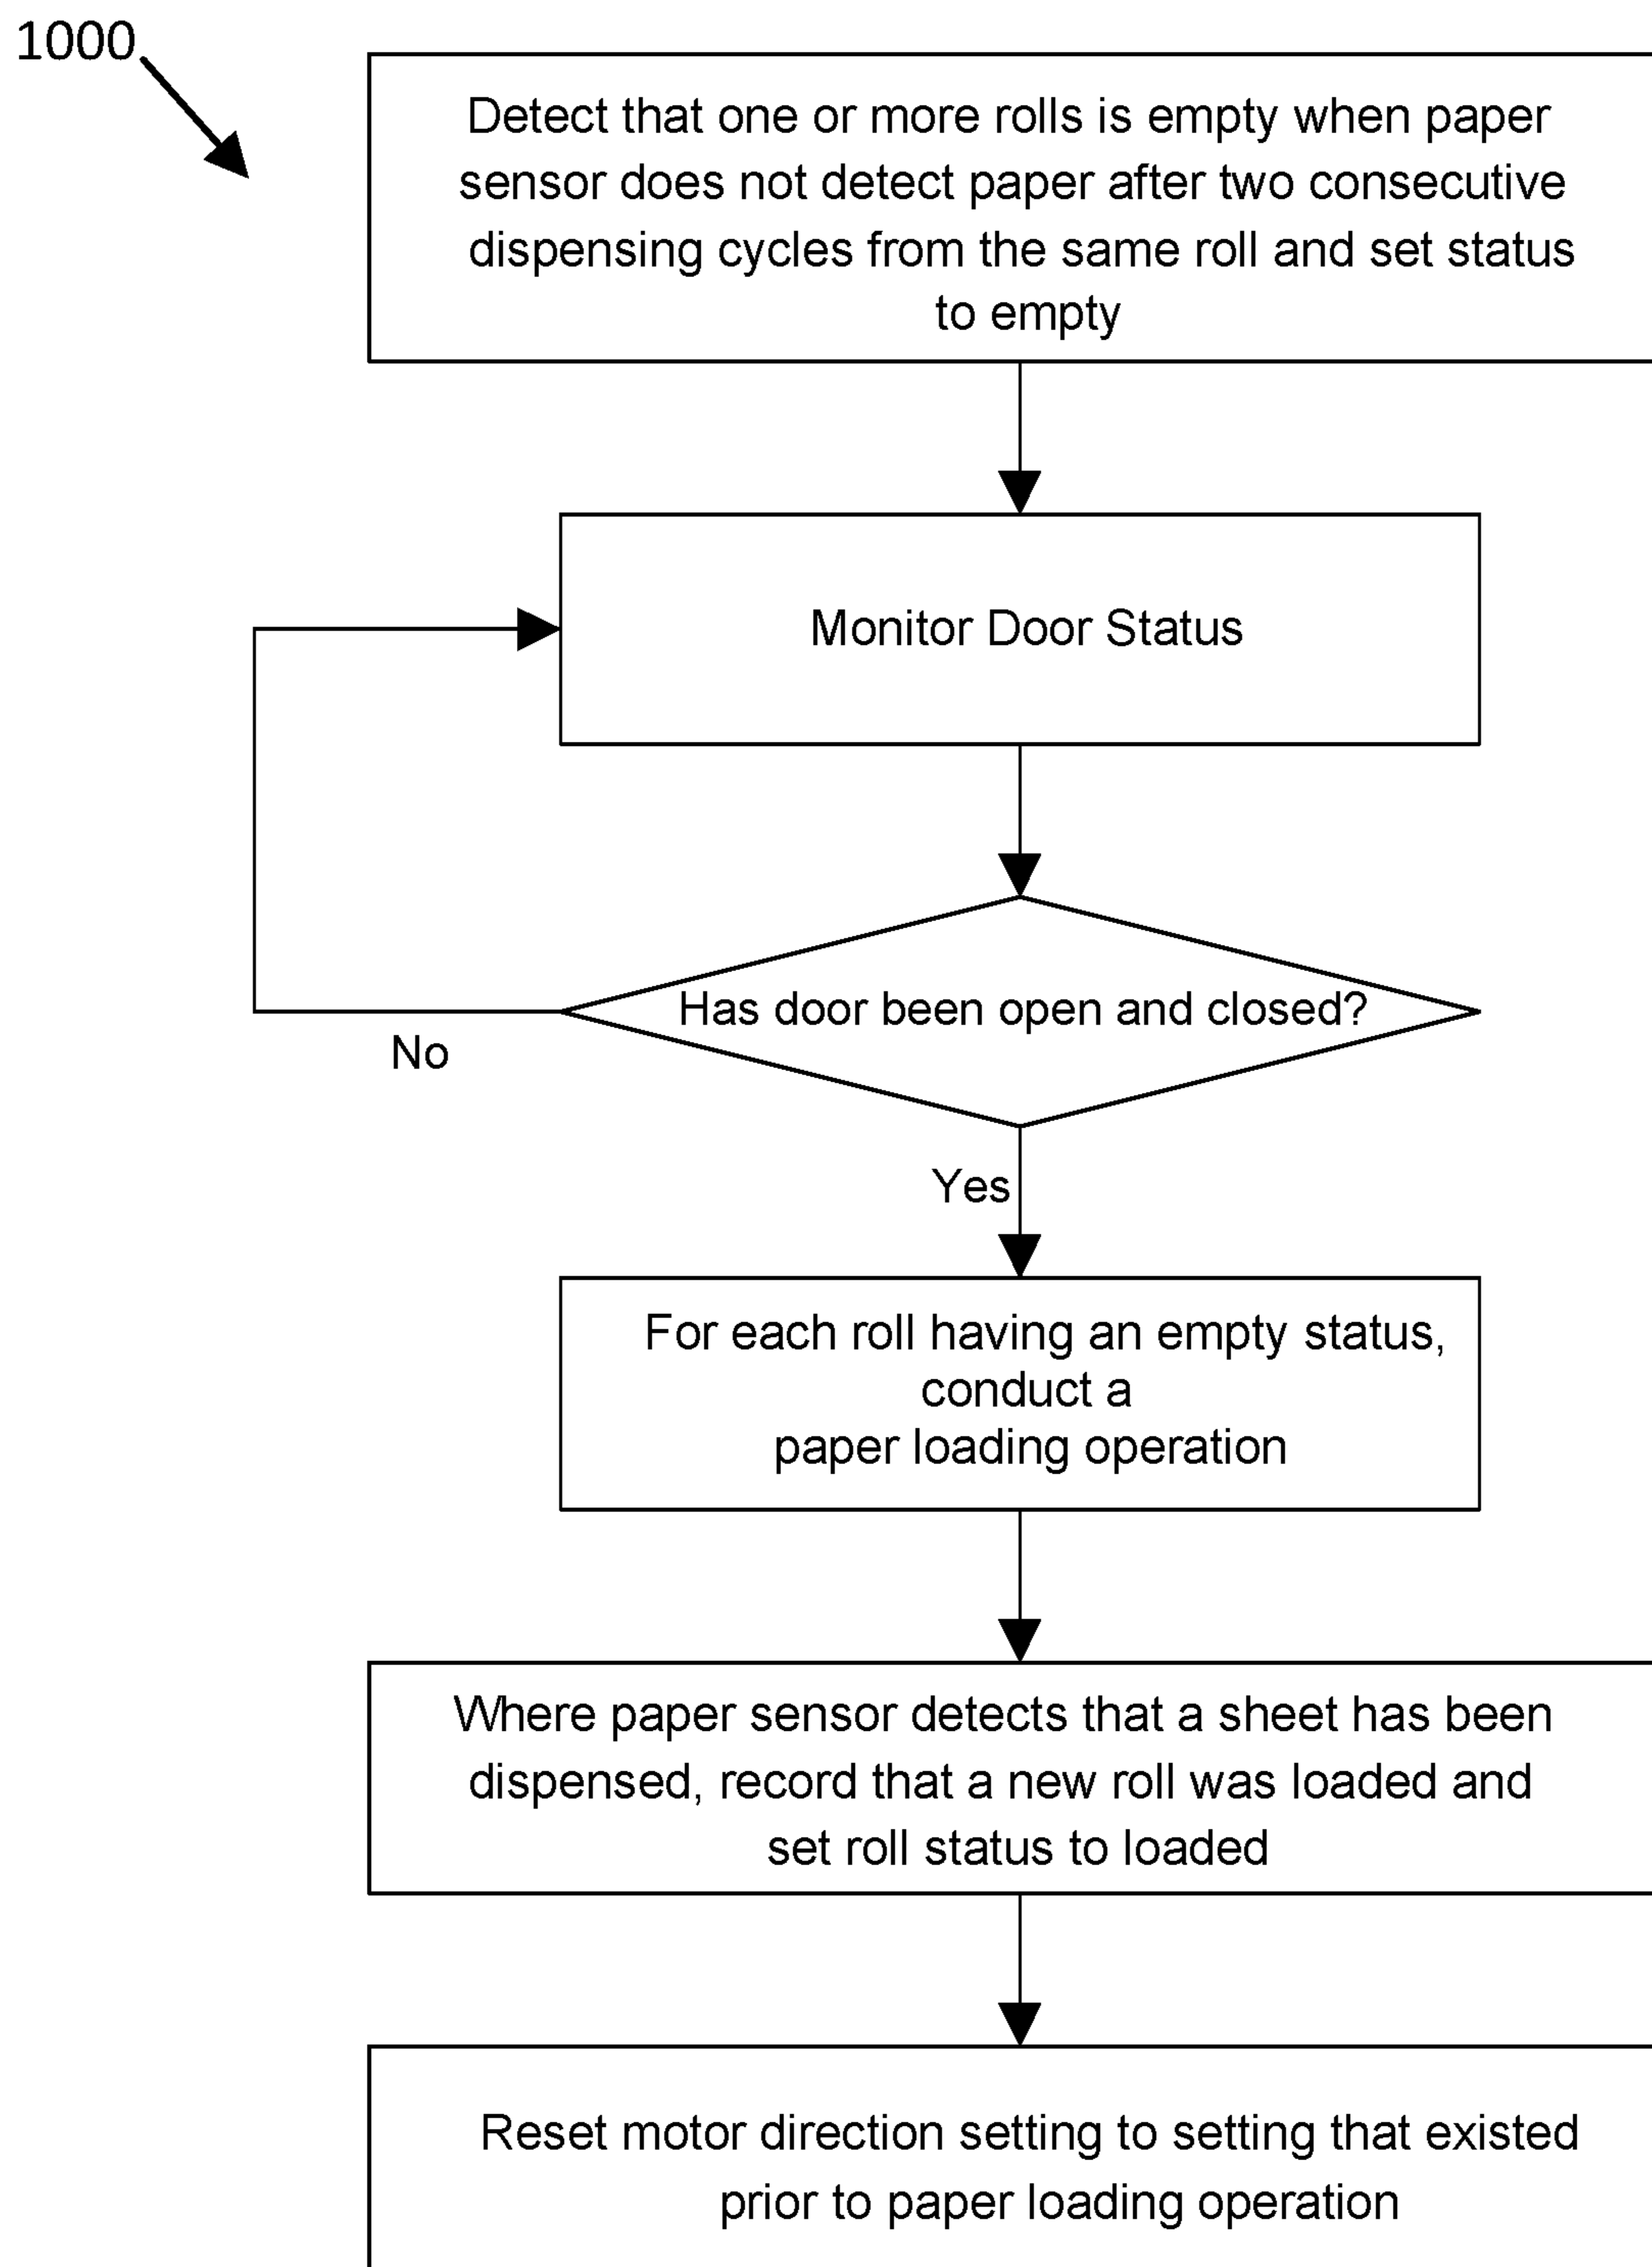 1000
Detect that one or more rolls is empty when paper
sensor does not detect paper after two consecutive
dispensing cycles from the same roll and set status
to empty
Monitor Door Status
Has door been open and closed?
No
Yes
For each roll having an empty status,
conduct a
paper loading operation
Where paper sensor detects that a sheet has been
dispensed, record that a new roll was loaded and
set roll status to loaded
Reset motor direction setting to setting that existed
prior to paper loading operation